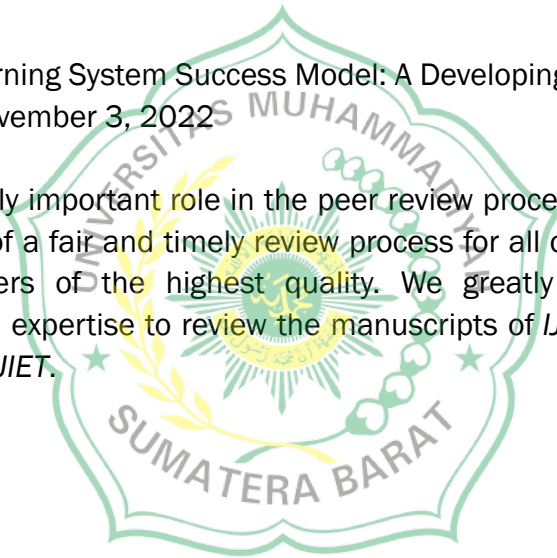 rning System Success Model: A Developing
vember 3, 2022
ly important role in the peer review proce
of a fair and timely review process for all
ers of the highest quality. We greatly
expertise to review the manuscripts of IJ
JIET.
UNIVERSITAS MUHAMMADIYAH
SUMATERA BARAT